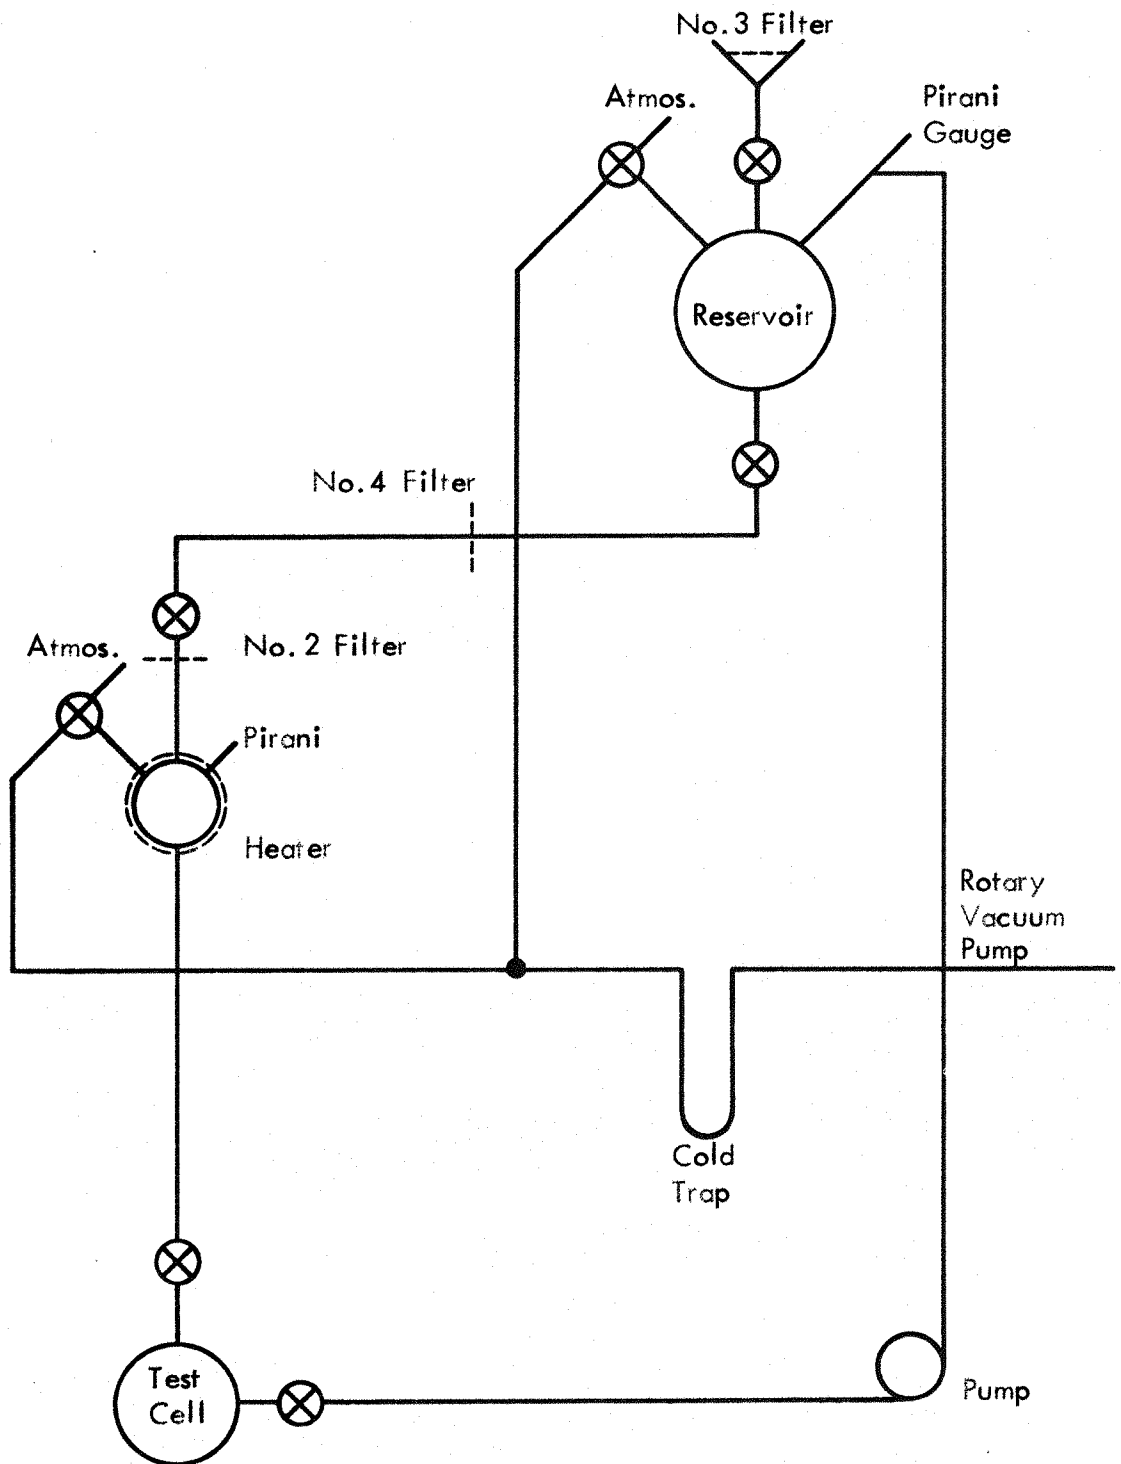 No.3 Filter
Atmos.
Pirani
Gauge
Reservoir
No.4 Filter
Atmos.
No.2 Filter
Pirani
Heater
Rotary
Vacuum
Pump
Cold
Trap
Test
Cell
Pump